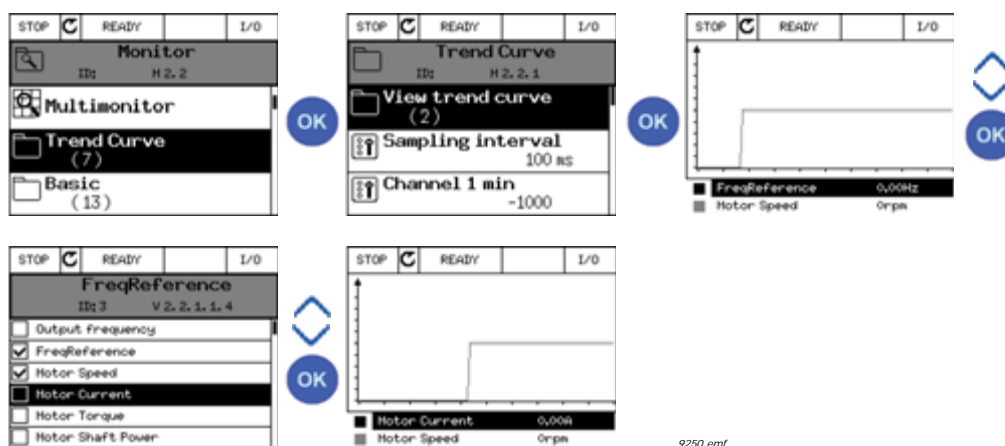 STOP READY I/O
Monitor
ID: M2.2
Multimonitor
Trend Curve
(7)
Basic
(13)
OK
STOP READY I/O
Trend Curve
ID: M2.2.1
View trend curve
(2)
Sampling interval
100 ms
Channel 1 min
-1000
OK
STOP READY I/O
FreqReference 0,00Hz
Motor Speed 0rpm
OK
STOP READY I/O
FreqReference
ID:3 V2.2.1.1.4
Output frequency
FreqReference
Motor Speed
Motor Current
Motor Torque
Motor Shaft Power
OK
STOP READY I/O
Motor Current 0,00A
Motor Speed 0rpm
9250.emf